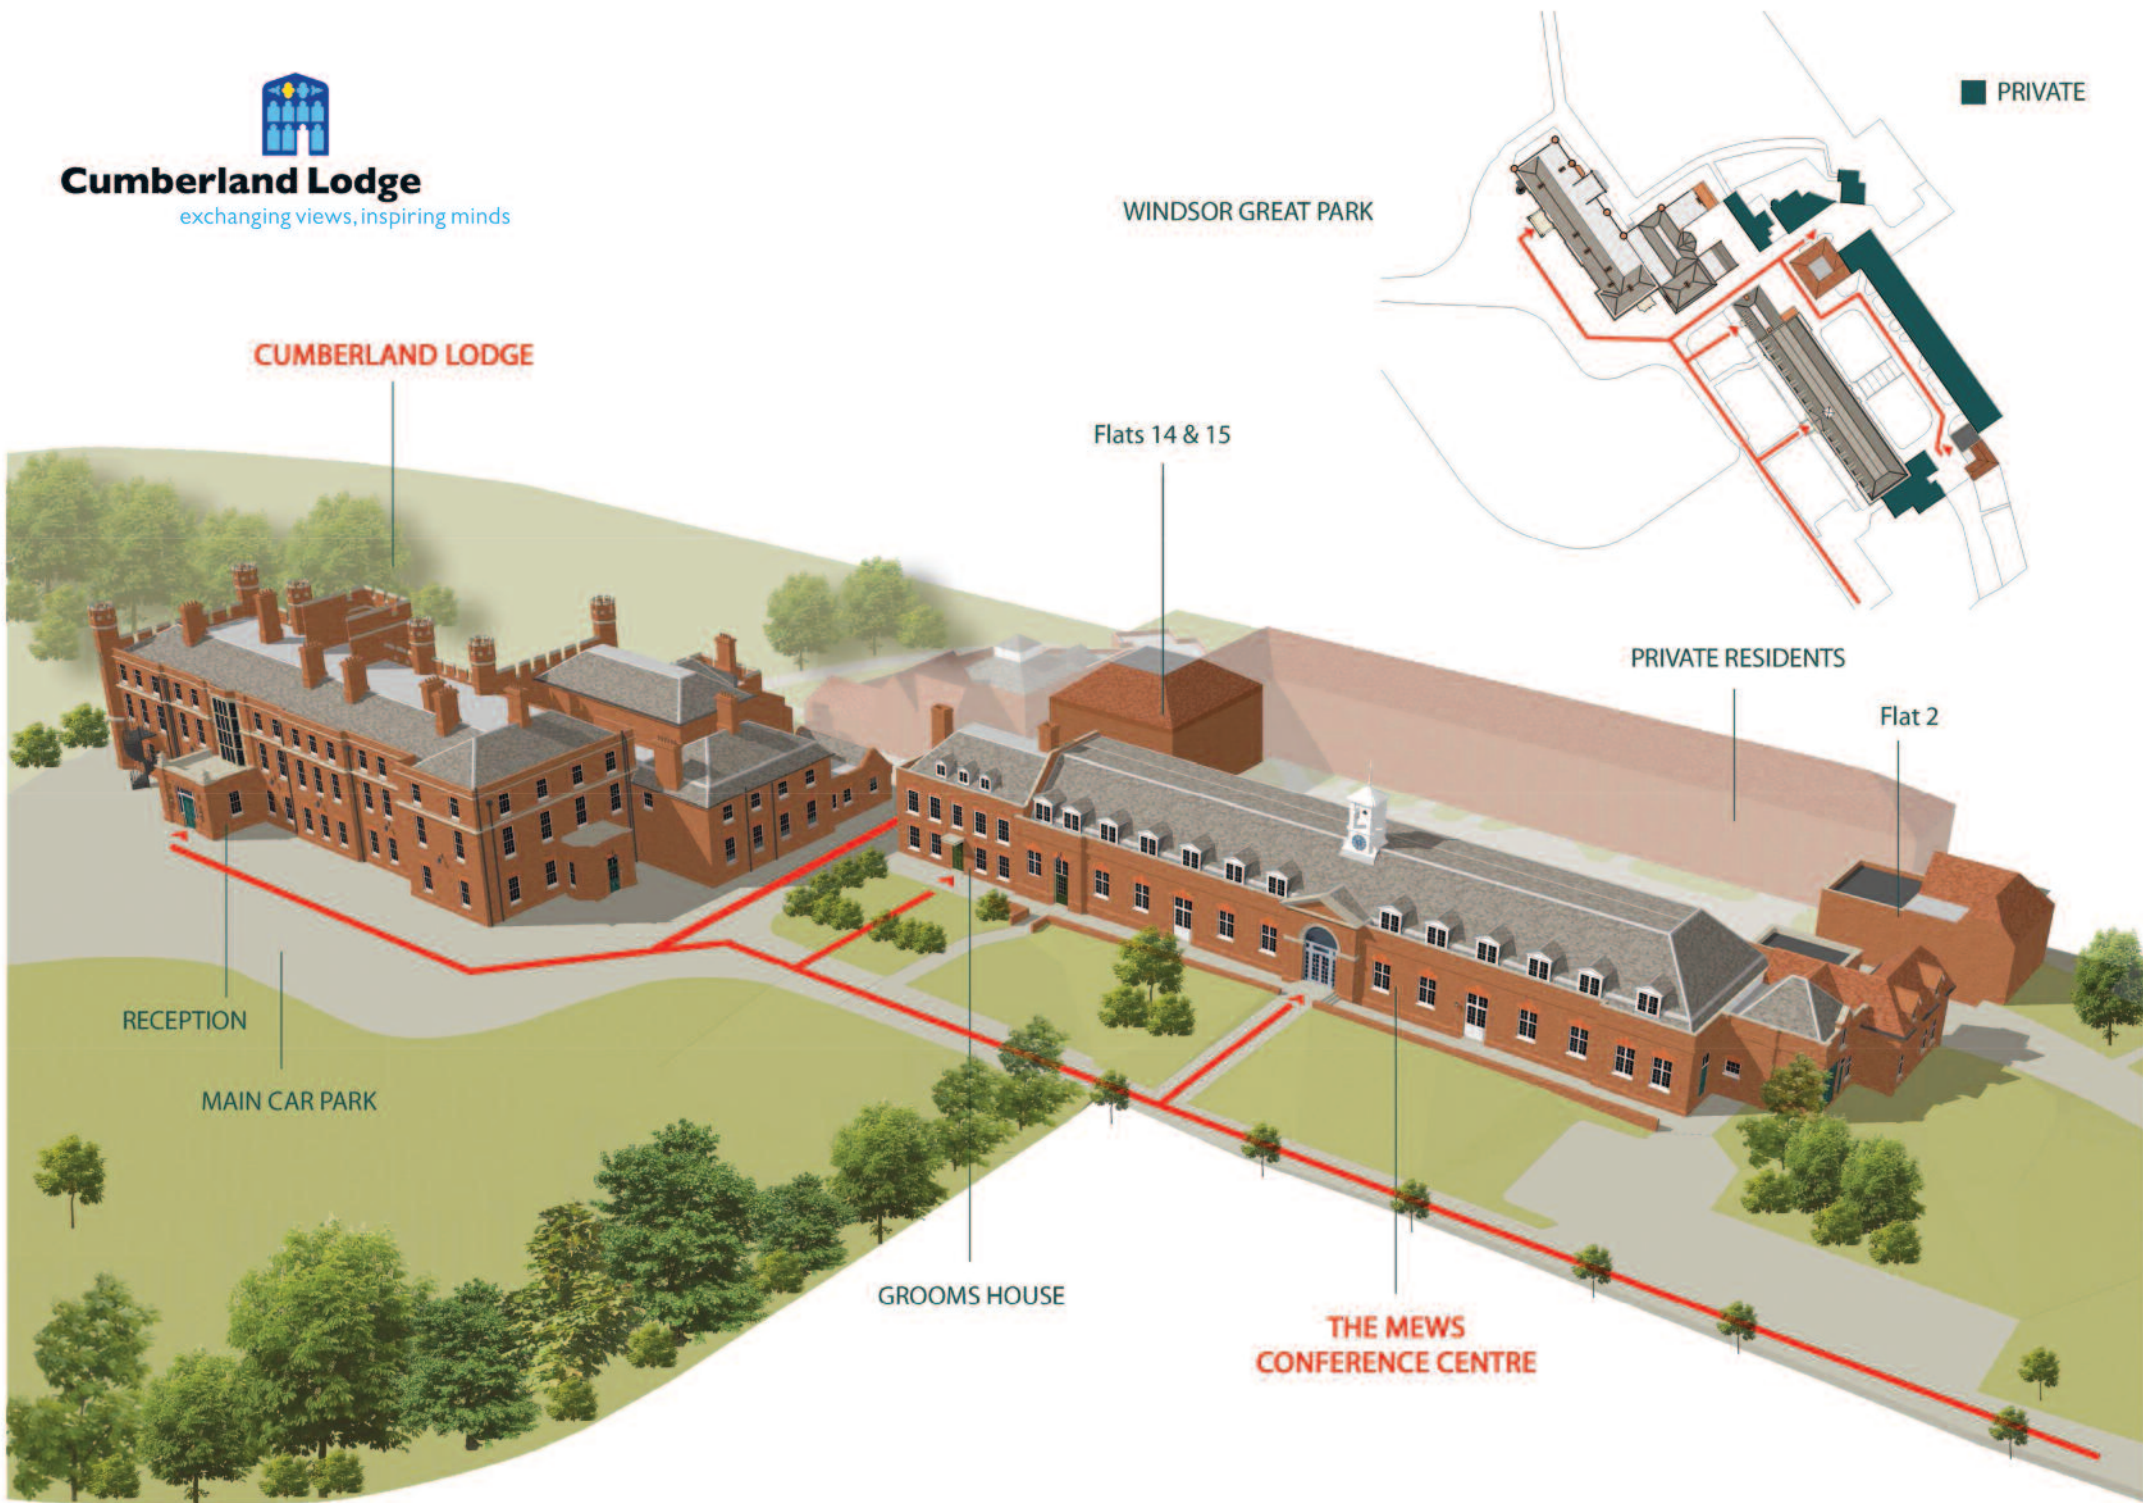 Cumberland Lodge
exchanging views, inspiring minds
PRIVATE
WINDSOR GREAT PARK
CUMBERLAND LODGE
Flats 14 & 15
PRIVATE RESIDENTS
Flat 2
RECEPTION
MAIN CAR PARK
GROOMS HOUSE
THE MEWS
CONFERENCE CENTRE